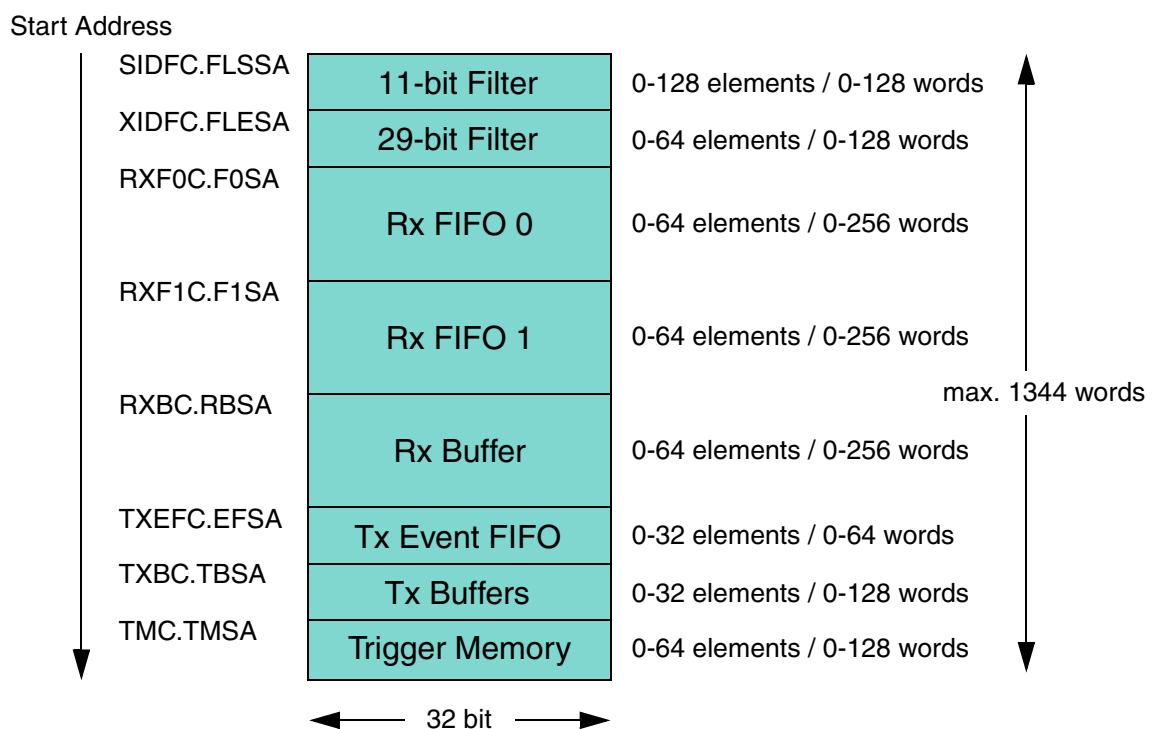 Start Address
SIDFC.FLSSA
11-bit Filter
0-128 elements / 0-128 words
XIDFC.FLESA
29-bit Filter
0-64 elements / 0-128 words
RXF0C.F0SA
Rx FIFO 0
0-64 elements / 0-256 words
RXF1C.F1SA
Rx FIFO 1
0-64 elements / 0-256 words
max. 1344 words
RXBC.RBSA
Rx Buffer
0-64 elements / 0-256 words
TXEFC.EFSA
Tx Event FIFO
0-32 elements / 0-64 words
TXBC.TBSA
Tx Buffers
0-32 elements / 0-128 words
TMC.TMSA
Trigger Memory
0-64 elements / 0-128 words
32 bit